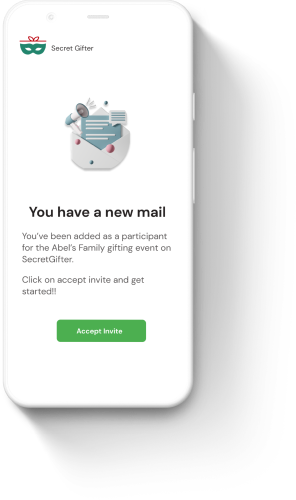 Secret Gifter
You have a new mail
You've been added as a participant
for the Abel's Family gifting event on
SecretGifter.
Click on accept invite and get
started!!
Accept Invite